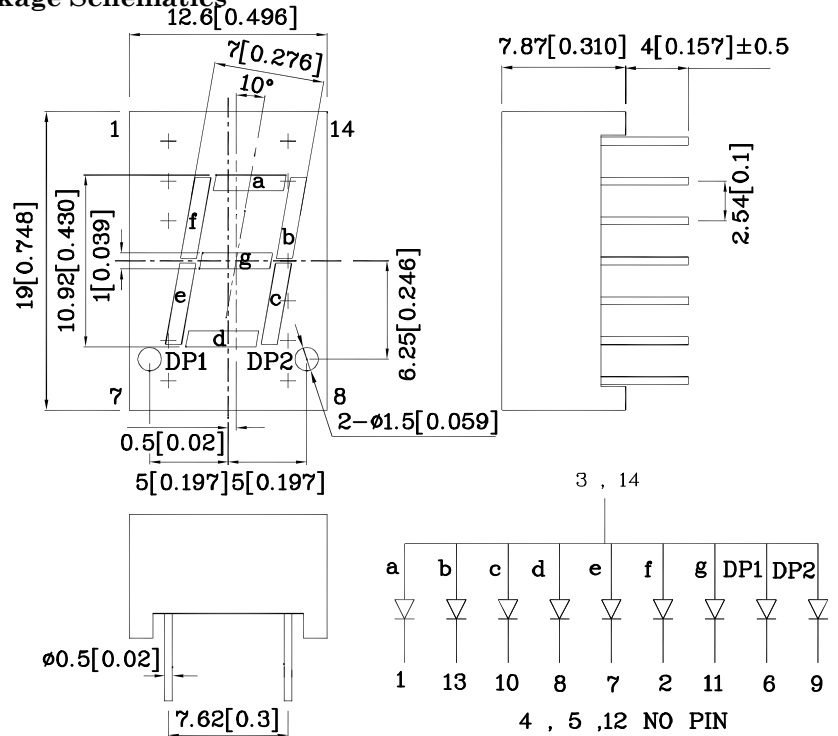 kage Schematics
12.6[0.496]
7[0.276]
10°
7.87[0.310]
4[0.157]±0.5
1
14
a
f
b
g
e
c
d
DP1
DP2
7
8
19[0.748]
10.92[0.430]
1[0.039]
6.25[0.246]
2.54[0.1]
2-ø1.5[0.059]
0.5[0.02]
5[0.197]
5[0.197]
ø0.5[0.02]
7.62[0.3]
3 , 14
a b c d e f g DP1 DP2
1 13 10 8 7 2 11 6 9
4 , 5 ,12 NO PIN